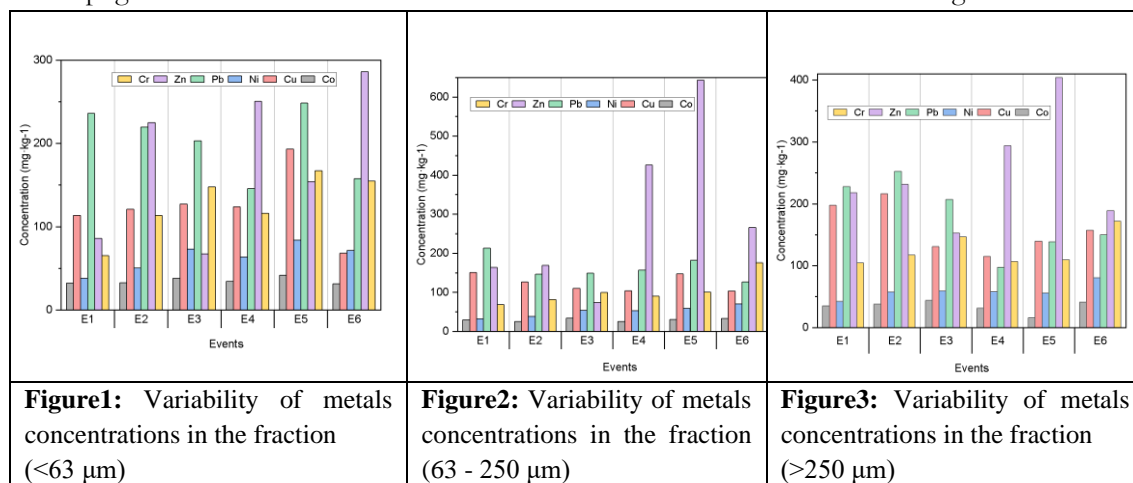 300
200
100
0
Concentration (mg·kg-1)
Cr Zn Pb Ni Cu Co
E1 E2 E3 E4 E5 E6
Events
600
500
400
300
200
150
100
50
0
Concentration (mg·kg-1)
Cr Zn Pb Ni Cu Co
E1 E2 E3 E4 E5 E6
Events
400
300
200
100
0
Concentration (mg·kg-1)
Cr Zn Pb Ni Cu Co
E1 E2 E3 E4 E5 E6
Events
Figure1: Variability of metals
concentrations in the fraction
(<63 μm)
Figure2: Variability of metals
concentrations in the fraction
(63 - 250 μm)
Figure3: Variability of metals
concentrations in the fraction
(>250 μm)